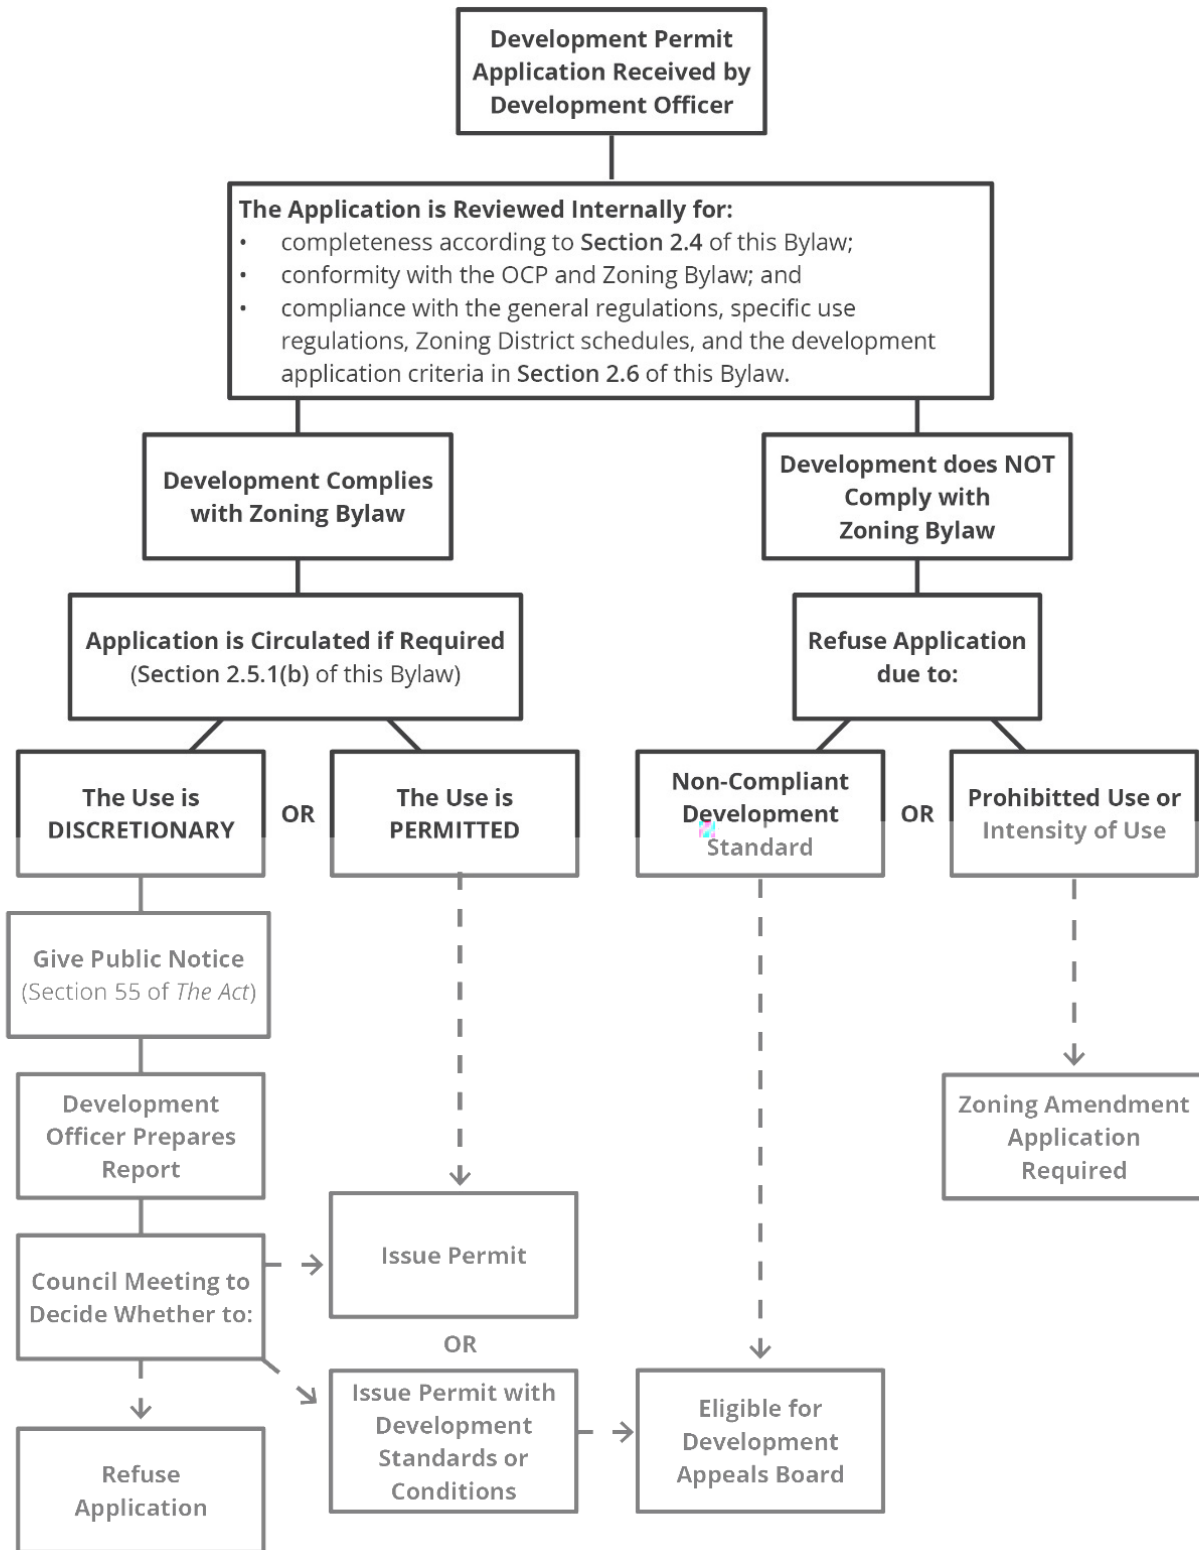 Development Permit
Application Received by
Development Officer
The Application is Reviewed Internally for:
• completeness according to Section 2.4 of this Bylaw;
• conformity with the OCP and Zoning Bylaw; and
• compliance with the general regulations, specific use
regulations, Zoning District schedules, and the development
application criteria in Section 2.6 of this Bylaw.
Development Complies
with Zoning Bylaw
Development does NOT
Comply with
Zoning Bylaw
Application is Circulated if Required
(Section 2.5.1(b) of this Bylaw)
Refuse Application
due to:
The Use is
DISCRETIONARY
OR
The Use is
PERMITTED
Non-Compliant
Development
Standard
OR
Prohibitted Use or
Intensity of Use
Give Public Notice
(Section 55 of The Act)
Development
Officer Prepares
Report
Zoning Amendment
Application
Required
Council Meeting to
Decide Whether to:
Issue Permit
OR
Refuse
Application
Issue Permit with
Development
Standards or
Conditions
Eligible for
Development
Appeals Board